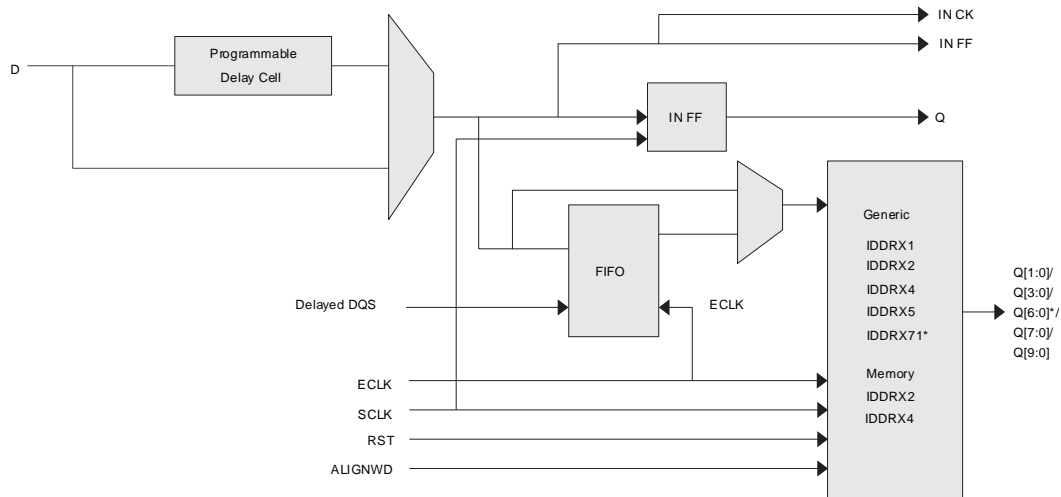 IN CK
IN FF
D
Programmable
Delay Cell
IN FF
Q
Generic
IDDRX1
IDDRX2
IDDRX4
IDDRX5
IDDRX71*
Memory
IDDRX2
IDDRX4
FIFO
Delayed DQS
ECLK
Q[1:0]/
Q[3:0]/
Q[6:0]*/
Q[7:0]/
Q[9:0]
ECLK
SCLK
RST
ALIGNWD